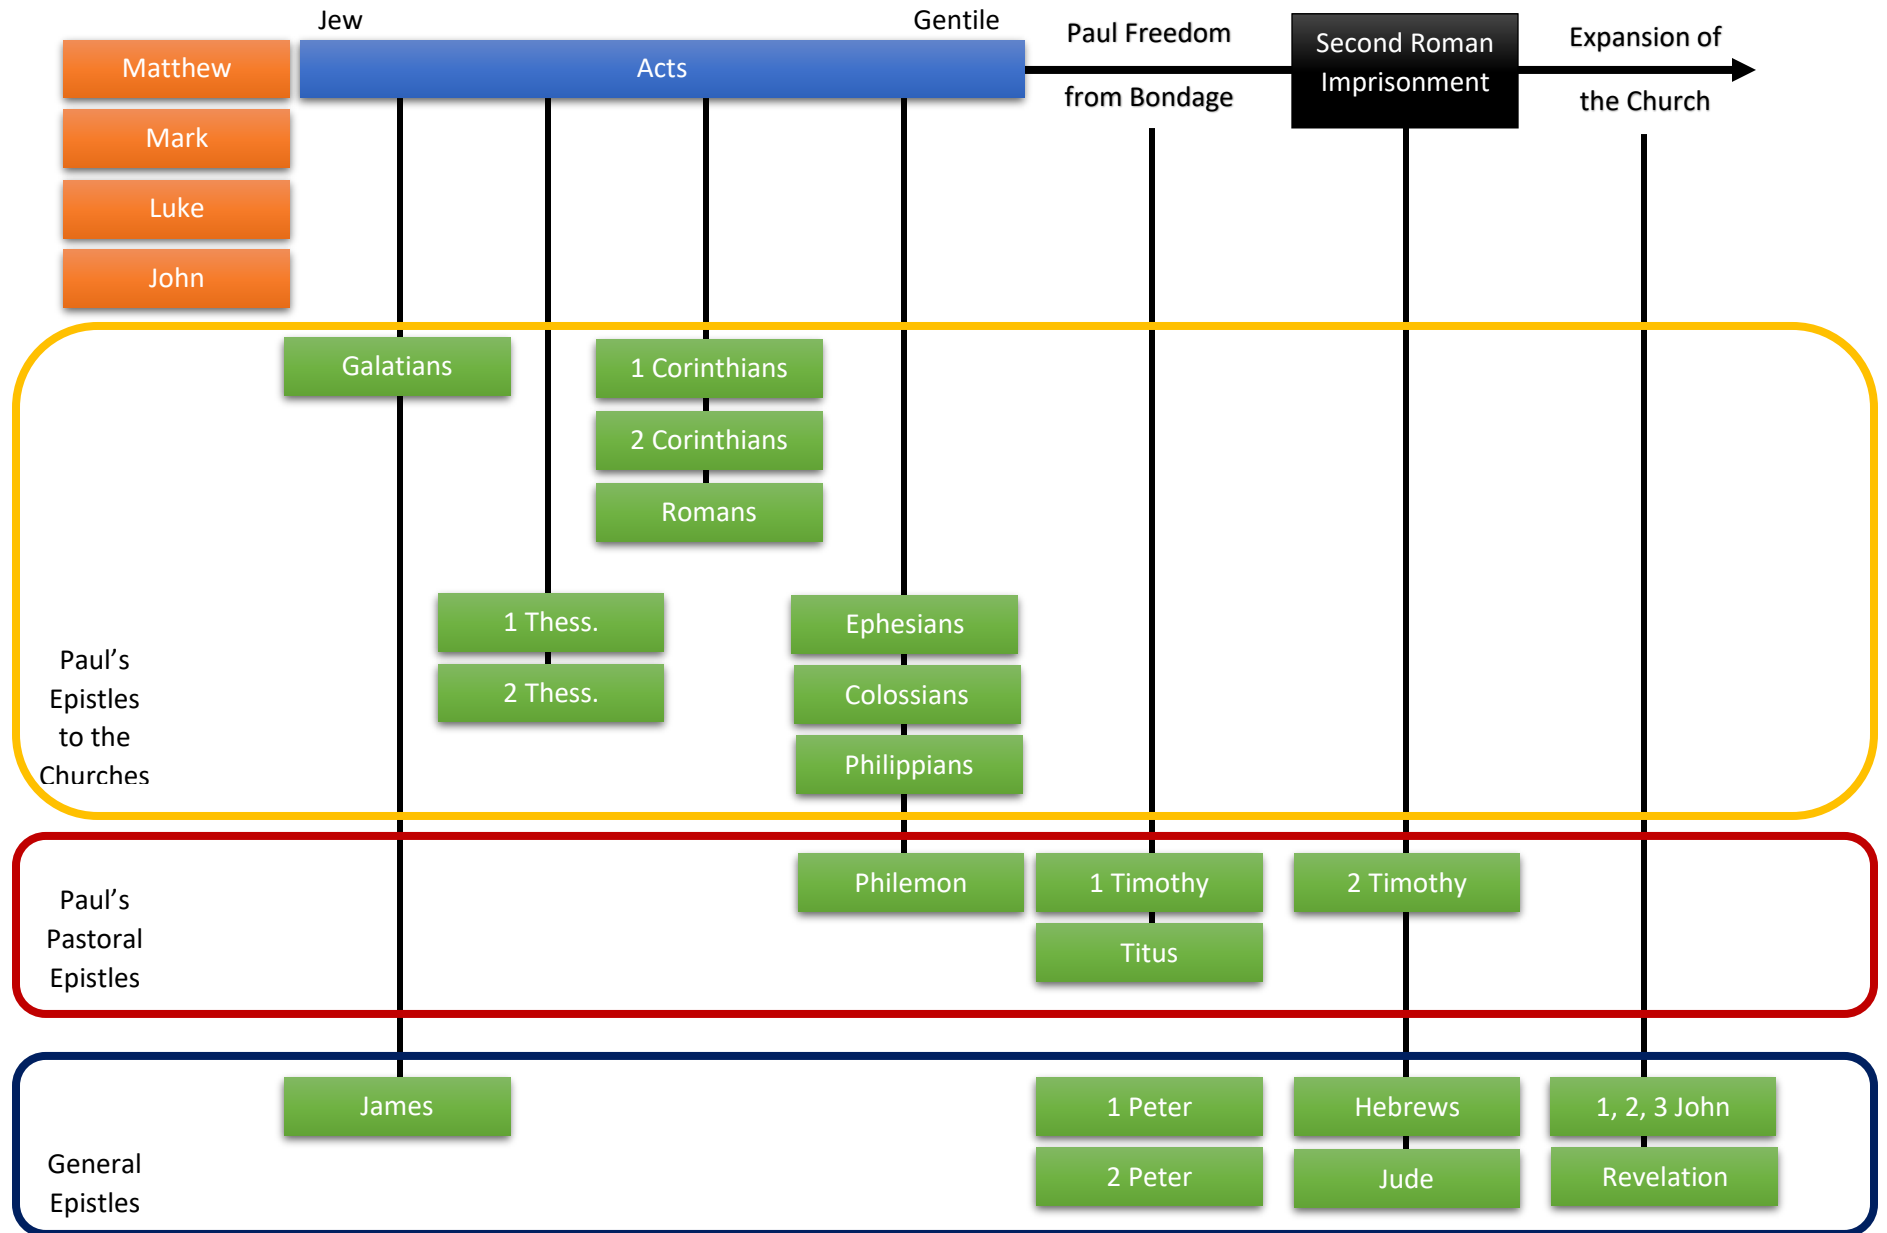 Jew
Gentile
Matthew
Acts
Paul Freedom
from Bondage
Second Roman
Imprisonment
Expansion of
the Church
Mark
Luke
John
Galatians
1 Corinthians
2 Corinthians
Romans
1 Thess.
2 Thess.
Ephesians
Colossians
Philippians
Paul’s
Epistles
to the
Churches
Philemon
1 Timothy
2 Timothy
Titus
Paul’s
Pastoral
Epistles
James
1 Peter
Hebrews
1, 2, 3 John
2 Peter
Jude
Revelation
General
Epistles